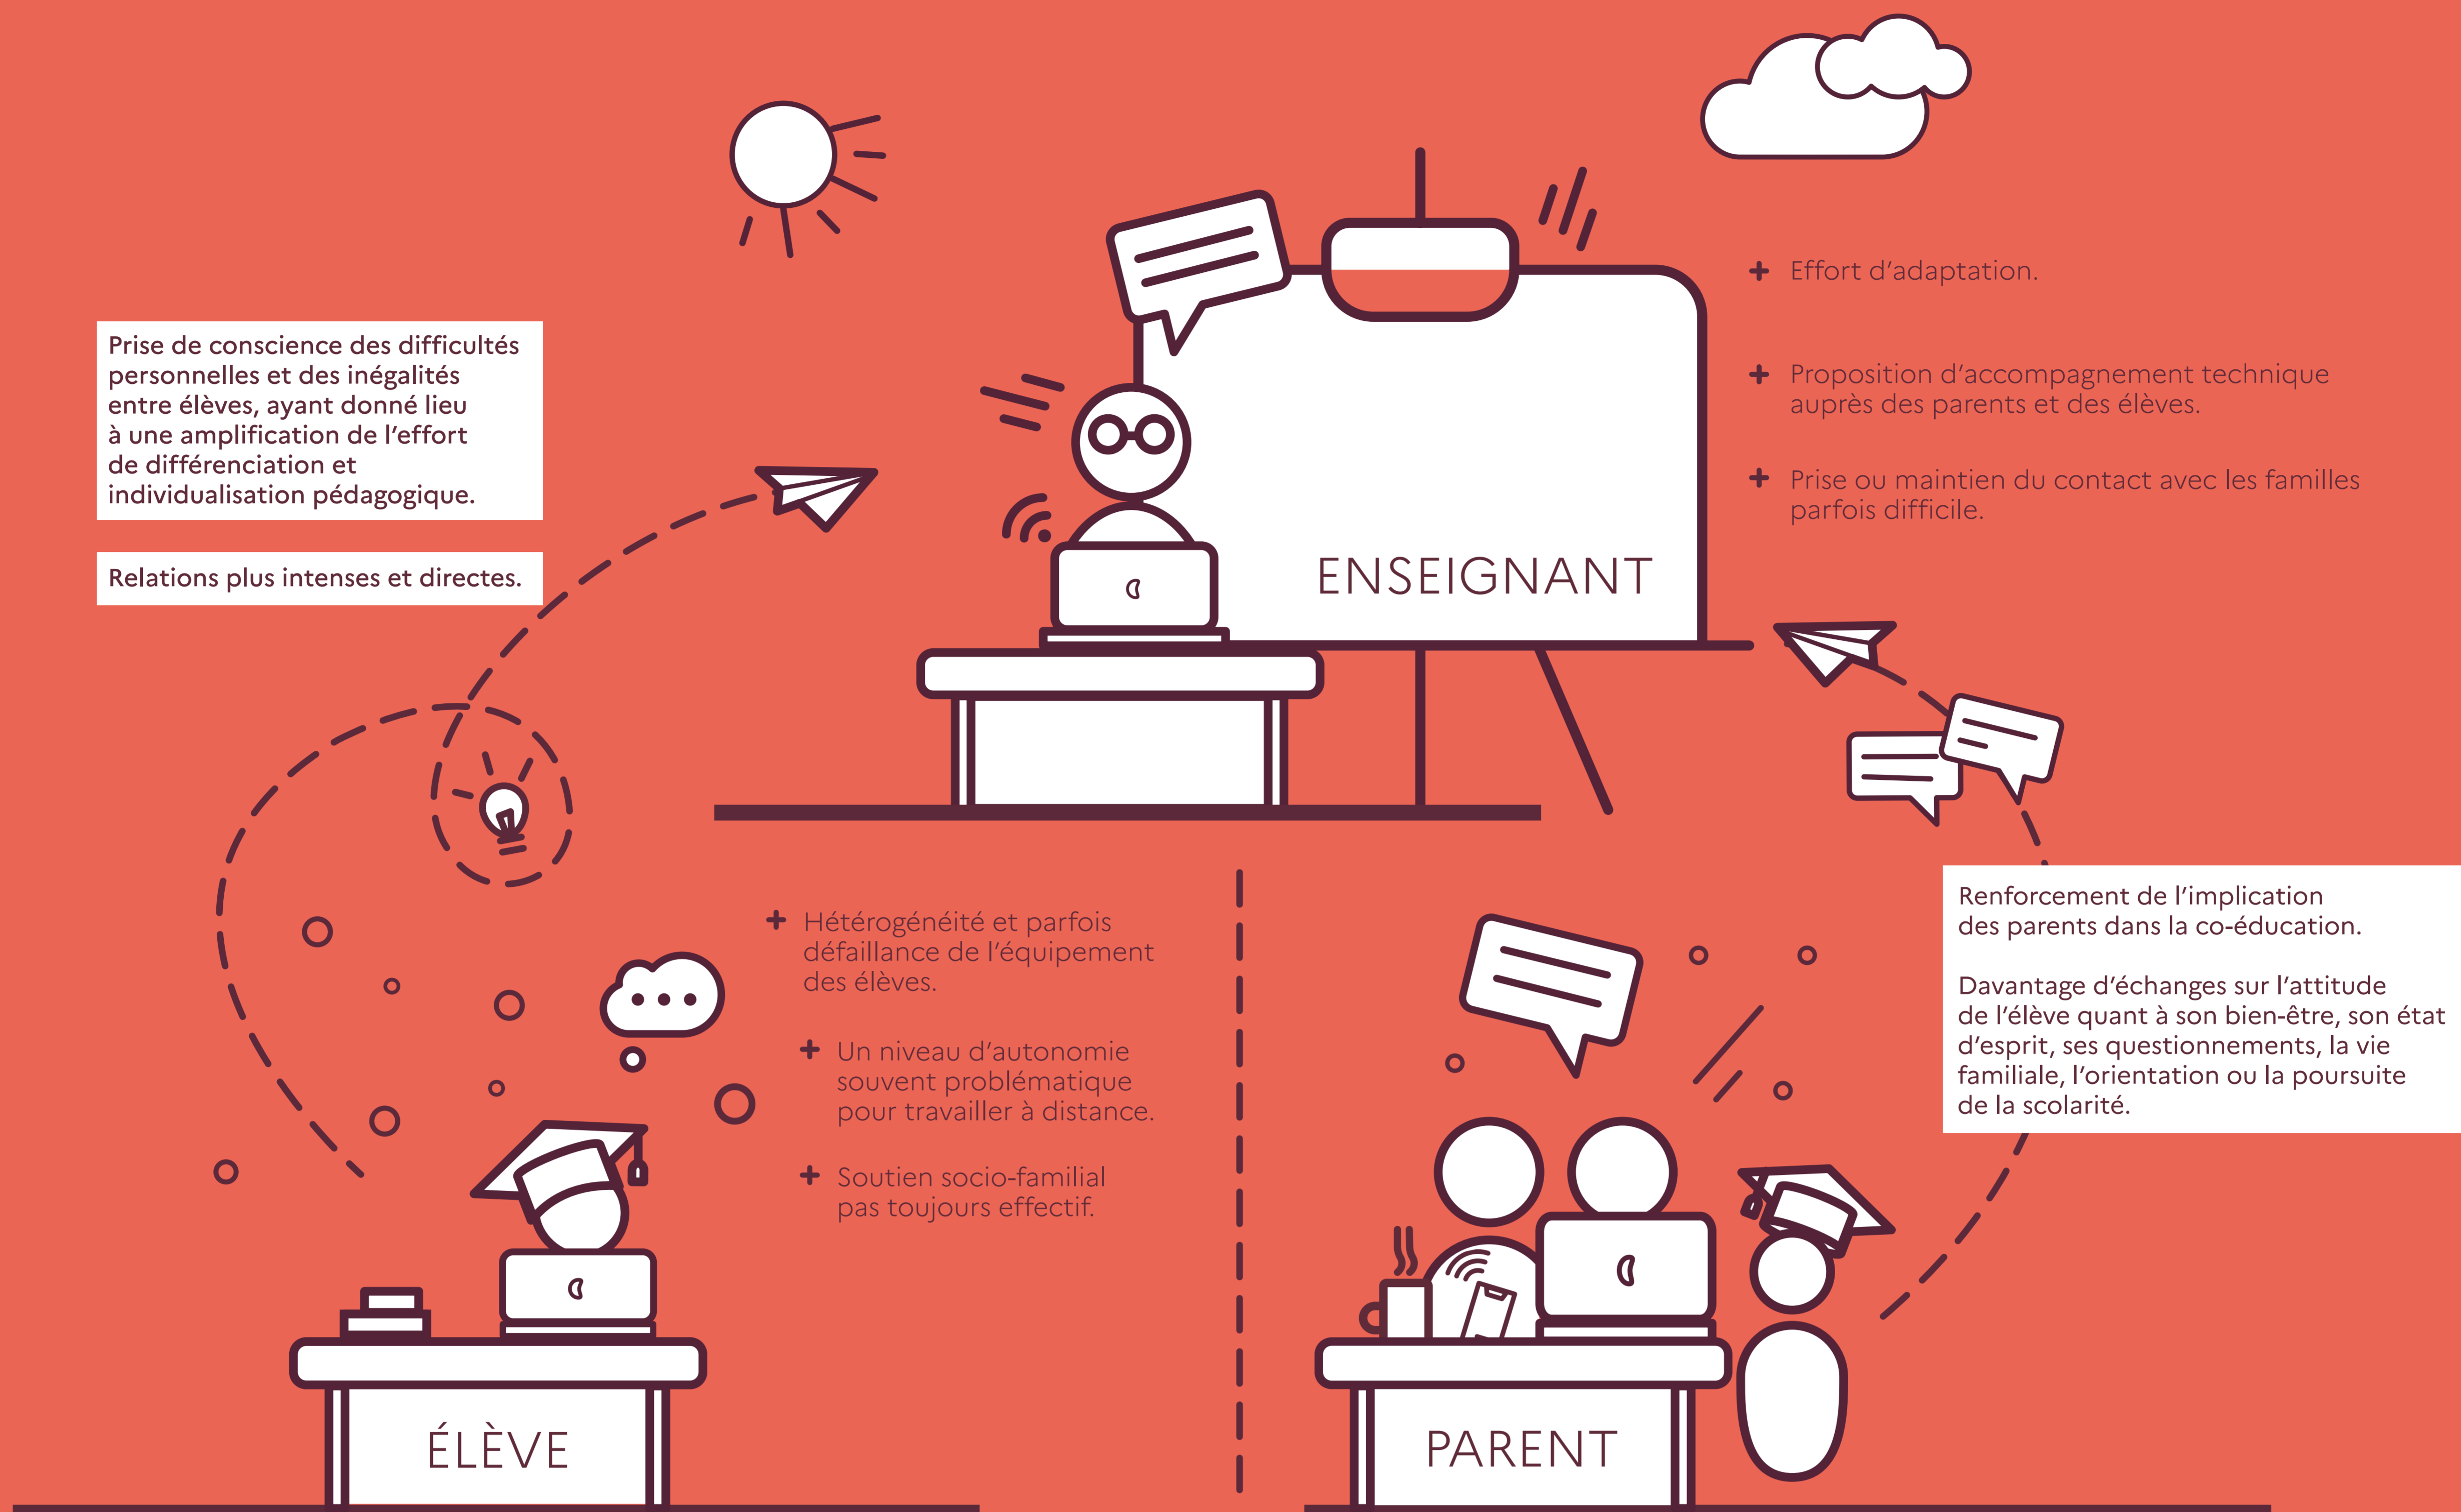 Prise de conscience des difficultés
personnelles et des inégalités
entre élèves, ayant donné lieu
à une amplification de l'effort
de différenciation et
individualisation pédagogique.
Relations plus intenses et directes.
ENSEIGNANT
+ Effort d'adaptation.
+ Proposition d'accompagnement technique
auprès des parents et des élèves.
+ Prise ou maintien du contact avec les familles
parfois difficile.
+ Hétérogénéité et parfois
défaillance de l'équipement
des élèves.
+ Un niveau d'autonomie
souvent problématique
pour travailler à distance.
+ Soutien socio-familial
pas toujours effectif.
ÉLÈVE
Renforcement de l'implication
des parents dans la co-éducation.
Davantage d'échanges sur l'attitude
de l'élève quant à son bien-être, son état
d'esprit, ses questionnements, la vie
familiale, l'orientation ou la poursuite
de la scolarité.
PARENT